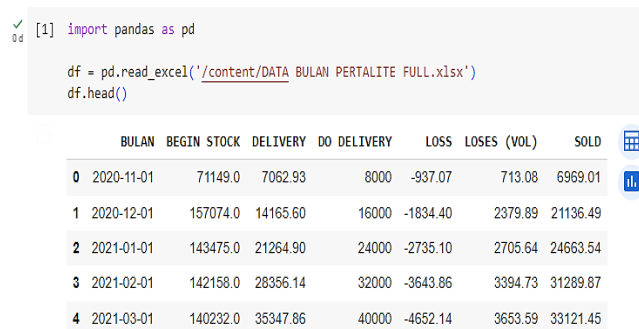 [1] import pandas as pd
0 d
df = pd.read_excel('/content/DATA BULAN PERTALITE FULL.xlsx')
df.head()
BULAN BEGIN STOCK DELIVERY DO DELIVERY LOSS LOSES (VOL) SOLD
0 2020-11-01 71149.0 7062.93 8000 -937.07 713.08 6969.01
1 2020-12-01 157074.0 14165.60 16000 -1834.40 2379.89 21136.49
2 2021-01-01 143475.0 21264.90 24000 -2735.10 2705.64 24663.54
3 2021-02-01 142158.0 28356.14 32000 -3643.86 3394.73 31289.87
4 2021-03-01 140232.0 35347.86 40000 -4652.14 3653.59 33121.45